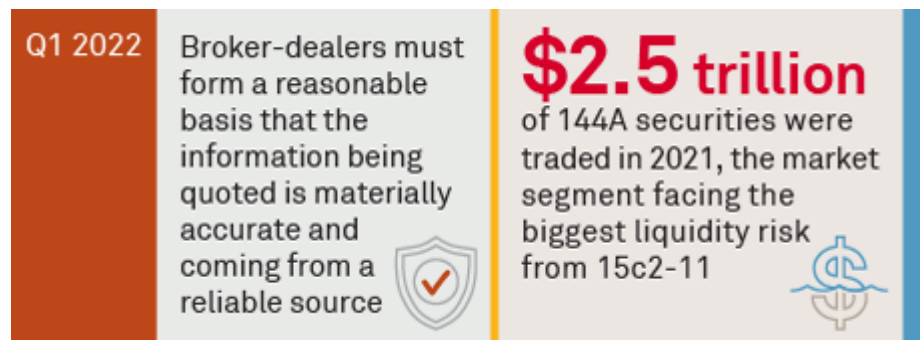 Q1 2022
Broker-dealers must
form a reasonable
basis that the
information being
quoted is materially
accurate and
coming from a
reliable source
$2.5 trillion
of 144A securities were
traded in 2021, the market
segment facing the
biggest liquidity risk
from 15c2-11